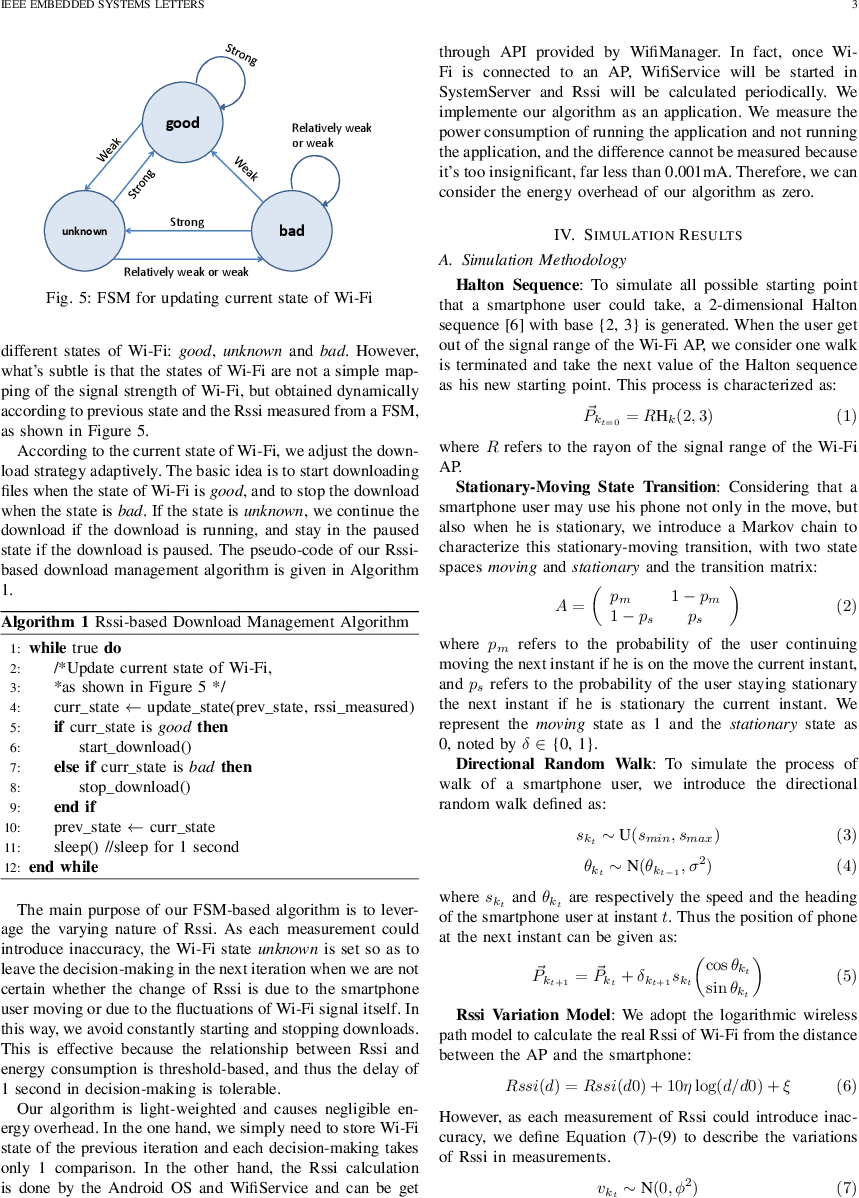 IEEE EMBEDDED SYSTEMS LETTERS
3
Strong
good
Relatively weak
or weak
Weak
Strong
Weak
unknown
Strong
bad
Relatively weak or weak
Fig. 5: FSM for updating current state of Wi-Fi
different states of Wi-Fi: good, unknown and bad. However,
what's subtle is that the states of Wi-Fi are not a simple map-
ping of the signal strength of Wi-Fi, but obtained dynamically
according to previous state and the Rssi measured from a FSM,
as shown in Figure 5.
According to the current state of Wi-Fi, we adjust the down-
load strategy adaptively. The basic idea is to start downloading
files when the state of Wi-Fi is good, and to stop the download
when the state is bad. If the state is unknown, we continue the
download if the download is running, and stay in the paused
state if the download is paused. The pseudo-code of our Rssi-
based download management algorithm is given in Algorithm
1.
Algorithm 1 Rssi-based Download Management Algorithm
1: while true do
2: /*Update current state of Wi-Fi,
3: *as shown in Figure 5 */
4: curr_state ← update_state(prev_state, rssi_measured)
5: if curr_state is good then
6: start_download()
7: else if curr_state is bad then
8: stop_download()
9: end if
10: prev_state ← curr_state
11: sleep() //sleep for 1 second
12: end while
The main purpose of our FSM-based algorithm is to lever-
age the varying nature of Rssi. As each measurement could
introduce inaccuracy, the Wi-Fi state unknown is set so as to
leave the decision-making in the next iteration when we are not
certain whether the change of Rssi is due to the smartphone
user moving or due to the fluctuations of Wi-Fi signal itself. In
this way, we avoid constantly starting and stopping downloads.
This is effective because the relationship between Rssi and
energy consumption is threshold-based, and thus the delay of
1 second in decision-making is tolerable.
Our algorithm is light-weighted and causes negligible en-
ergy overhead. In the one hand, we simply need to store Wi-Fi
state of the previous iteration and each decision-making takes
only 1 comparison. In the other hand, the Rssi calculation
is done by the Android OS and WifiService and can be get
through API provided by WifiManager. In fact, once Wi-
Fi is connected to an AP, WifiService will be started in
SystemServer and Rssi will be calculated periodically. We
implemente our algorithm as an application. We measure the
power consumption of running the application and not running
the application, and the difference cannot be measured because
it's too insignificant, far less than 0.001mA. Therefore, we can
consider the energy overhead of our algorithm as zero.
IV. SIMULATION RESULTS
A. Simulation Methodology
Halton Sequence: To simulate all possible starting point
that a smartphone user could take, a 2-dimensional Halton
sequence [6] with base {2, 3} is generated. When the user get
out of the signal range of the Wi-Fi AP, we consider one walk
is terminated and take the next value of the Halton sequence
as his new starting point. This process is characterized as:
$\vec{P}_{k_{t=0}} = R\mathrm{H}_k(2, 3)$ (1)
where R refers to the rayon of the signal range of the Wi-Fi
AP.
Stationary-Moving State Transition: Considering that a
smartphone user may use his phone not only in the move, but
also when he is stationary, we introduce a Markov chain to
characterize this stationary-moving transition, with two state
spaces moving and stationary and the transition matrix:
$A = \begin{pmatrix} p_m & 1 - p_m \\ 1 - p_s & p_s \end{pmatrix}$ (2)
where $p_m$ refers to the probability of the user continuing
moving the next instant if he is on the move the current instant,
and $p_s$ refers to the probability of the user staying stationary
the next instant if he is stationary the current instant. We
represent the moving state as 1 and the stationary state as
0, noted by δ ∈ {0, 1}.
Directional Random Walk: To simulate the process of
walk of a smartphone user, we introduce the directional
random walk defined as:
$s_{k_t} \sim \mathrm{U}(s_{min}, s_{max})$ (3)
$\theta_{k_t} \sim \mathrm{N}(\theta_{k_{t-1}}, \sigma^2)$ (4)
where $s_{k_t}$ and $\theta_{k_t}$ are respectively the speed and the heading
of the smartphone user at instant t. Thus the position of phone
at the next instant can be given as:
$\vec{P}_{k_{t+1}} = \vec{P}_{k_t} + \delta_{k_{t+1}} s_{k_t} \begin{pmatrix} \cos\theta_{k_t} \\ \sin\theta_{k_t} \end{pmatrix}$ (5)
Rssi Variation Model: We adopt the logarithmic wireless
path model to calculate the real Rssi of Wi-Fi from the distance
between the AP and the smartphone:
$Rssi(d) = Rssi(d0) + 10\eta \log(d/d0) + \xi$ (6)
However, as each measurement of Rssi could introduce inac-
curacy, we define Equation (7)-(9) to describe the variations
of Rssi in measurements.
$v_{k_t} \sim \mathrm{N}(0, \phi^2)$ (7)